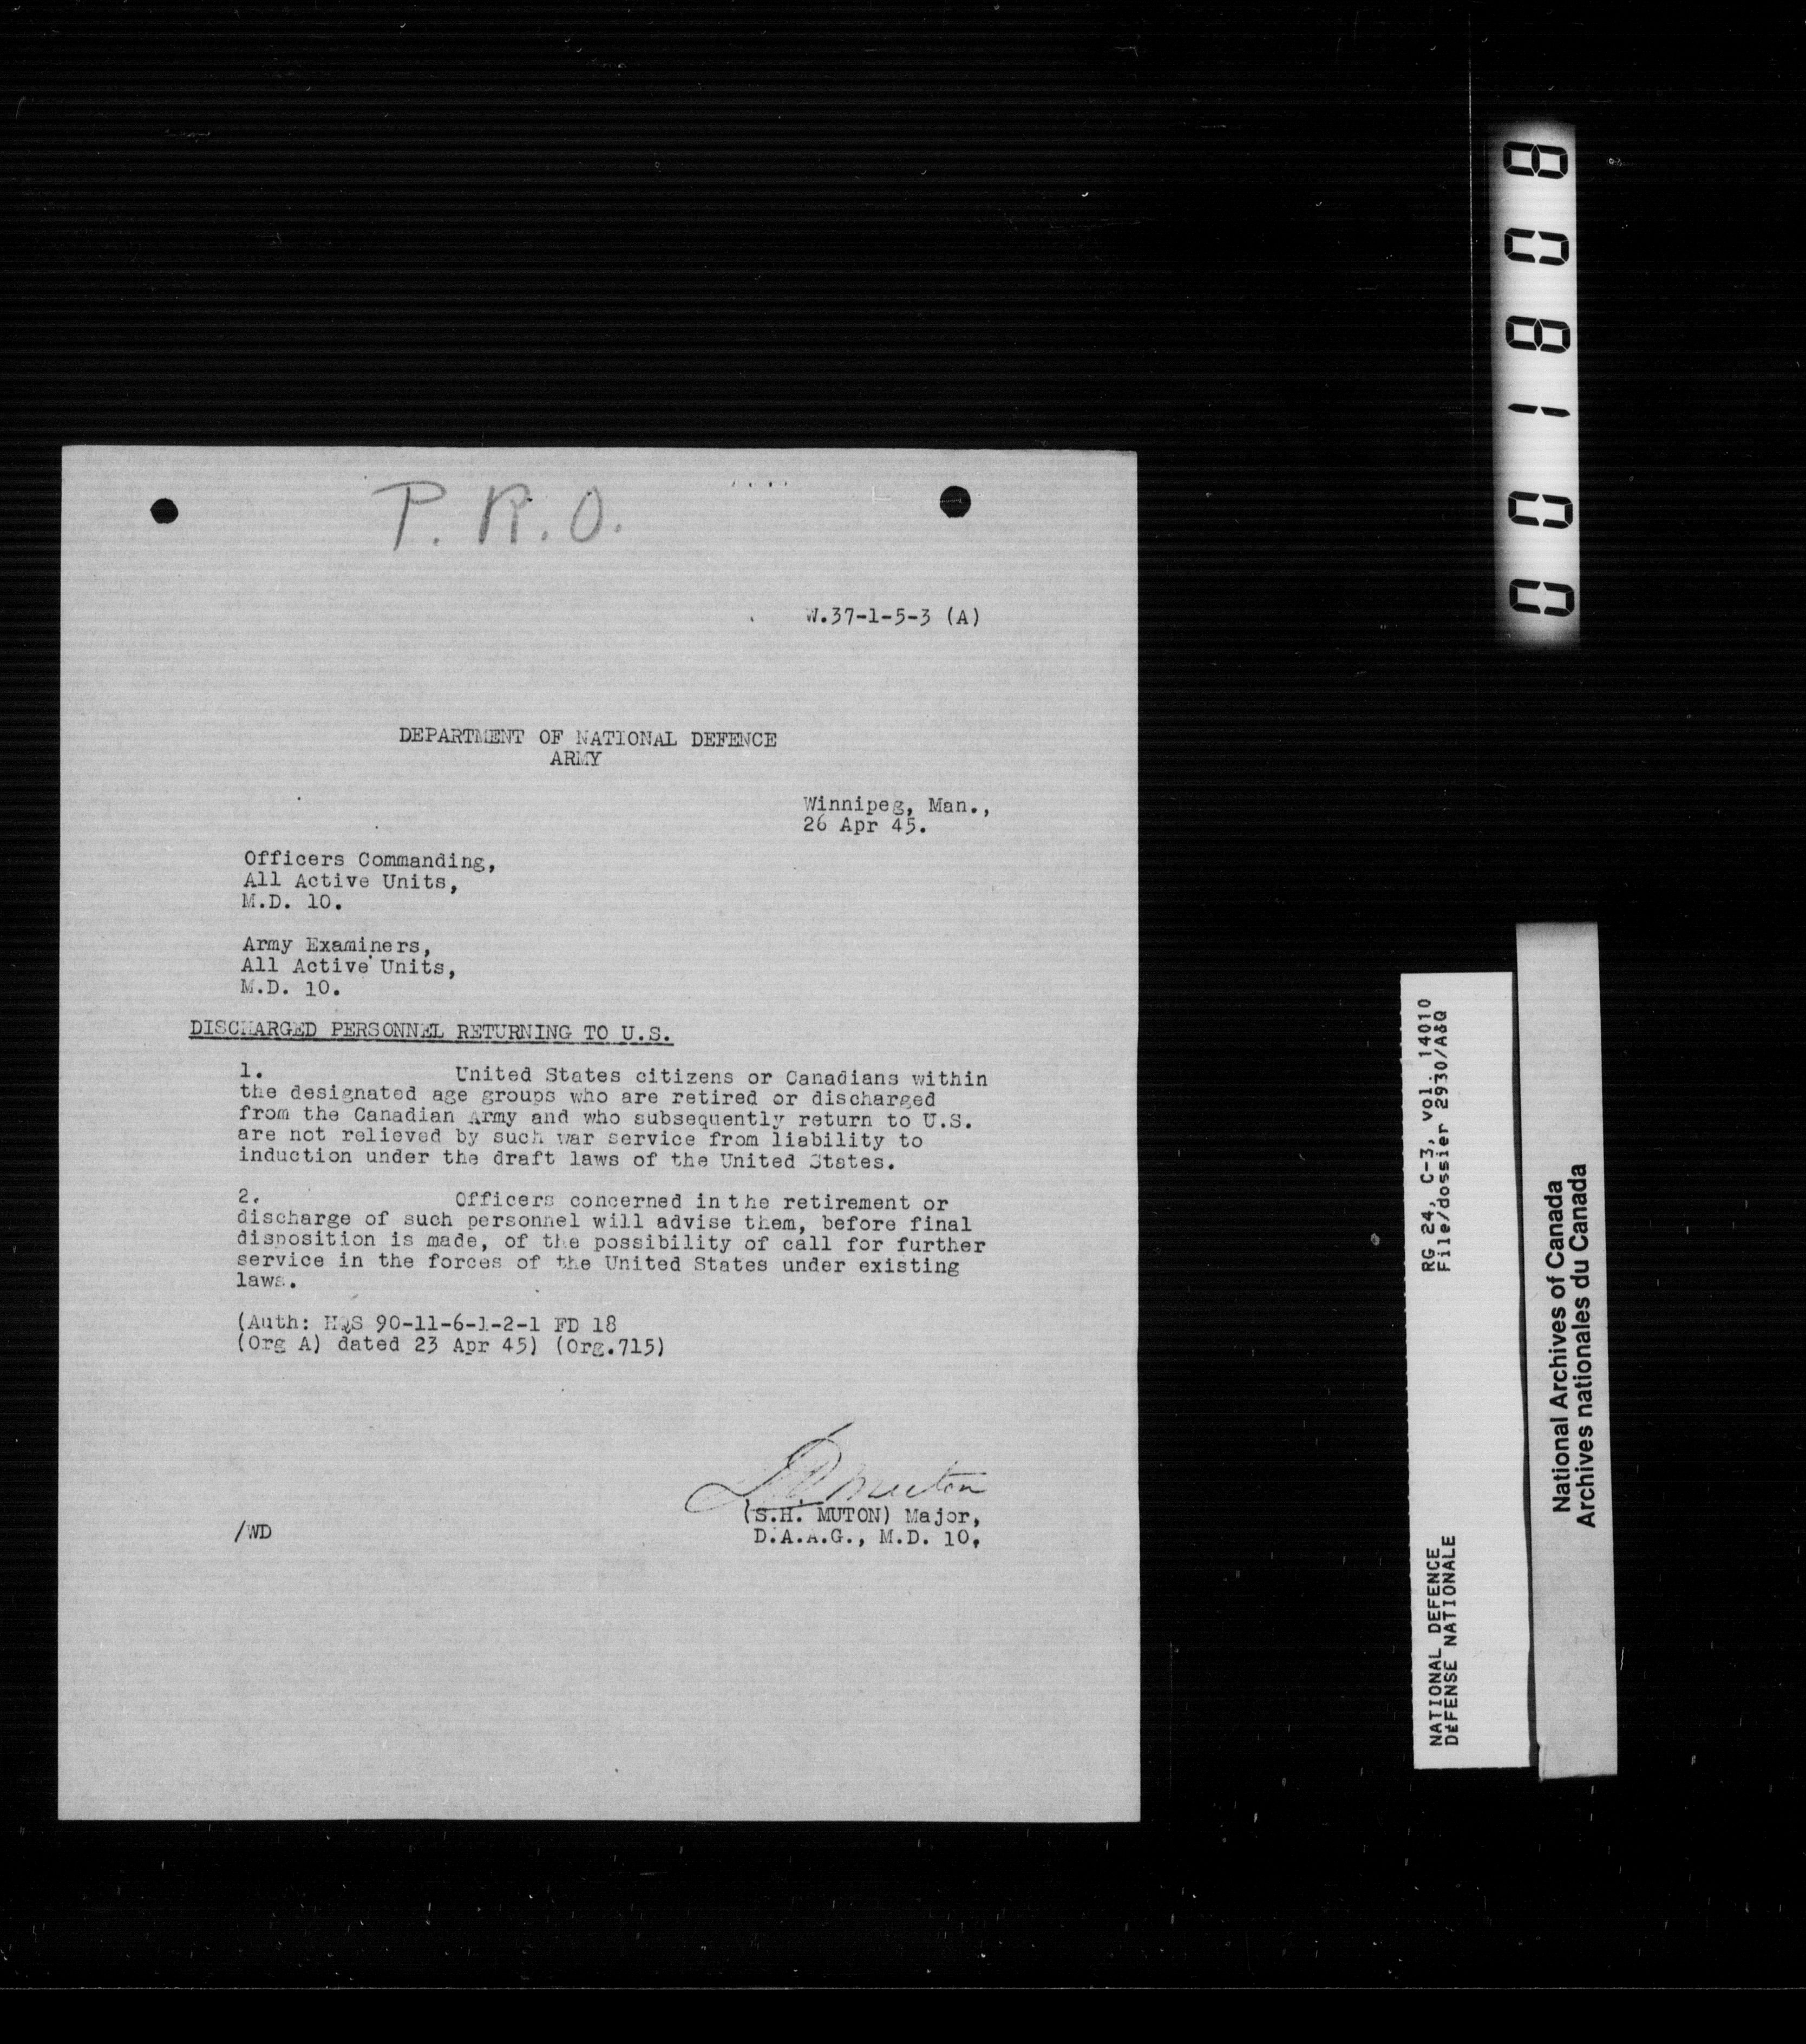 P.R.O.
W.37-1-5-3 (A)
DEPARTMENT OF NATIONAL DEFENCE
ARMY
Winnipeg, Man.,
26 Apr 45.
Officers Commanding,
All Active Units,
M.D. 10.
Army Examiners,
All Active Units,
M.D. 10.
DISCHARGED PERSONNEL RETURNING TO U.S.
1. United States citizens or Canadians within
the designated age groups who are retired or discharged
from the Canadian Army and who subsequently return to U.S.
are not relieved by such war service from liability to
induction under the draft laws of the United States.
2. Officers concerned in the retirement or
discharge of such personnel will advise them, before final
disposition is made, of the possibility of call for further
service in the forces of the United States under existing
laws.
(Auth: HQS 90-11-6-1-2-1 FD 18
(Org A) dated 23 Apr 45) (Org.715)
Muton
(S.H. MUTON) Major,
D.A.A.G., M.D. 10.
/WD
001808
RG 24, C-3, vol. 14010
File/dossier 2930/A&Q
NATIONAL DEFENCE
DÉFENSE NATIONALE
National Archives of Canada
Archives nationales du Canada